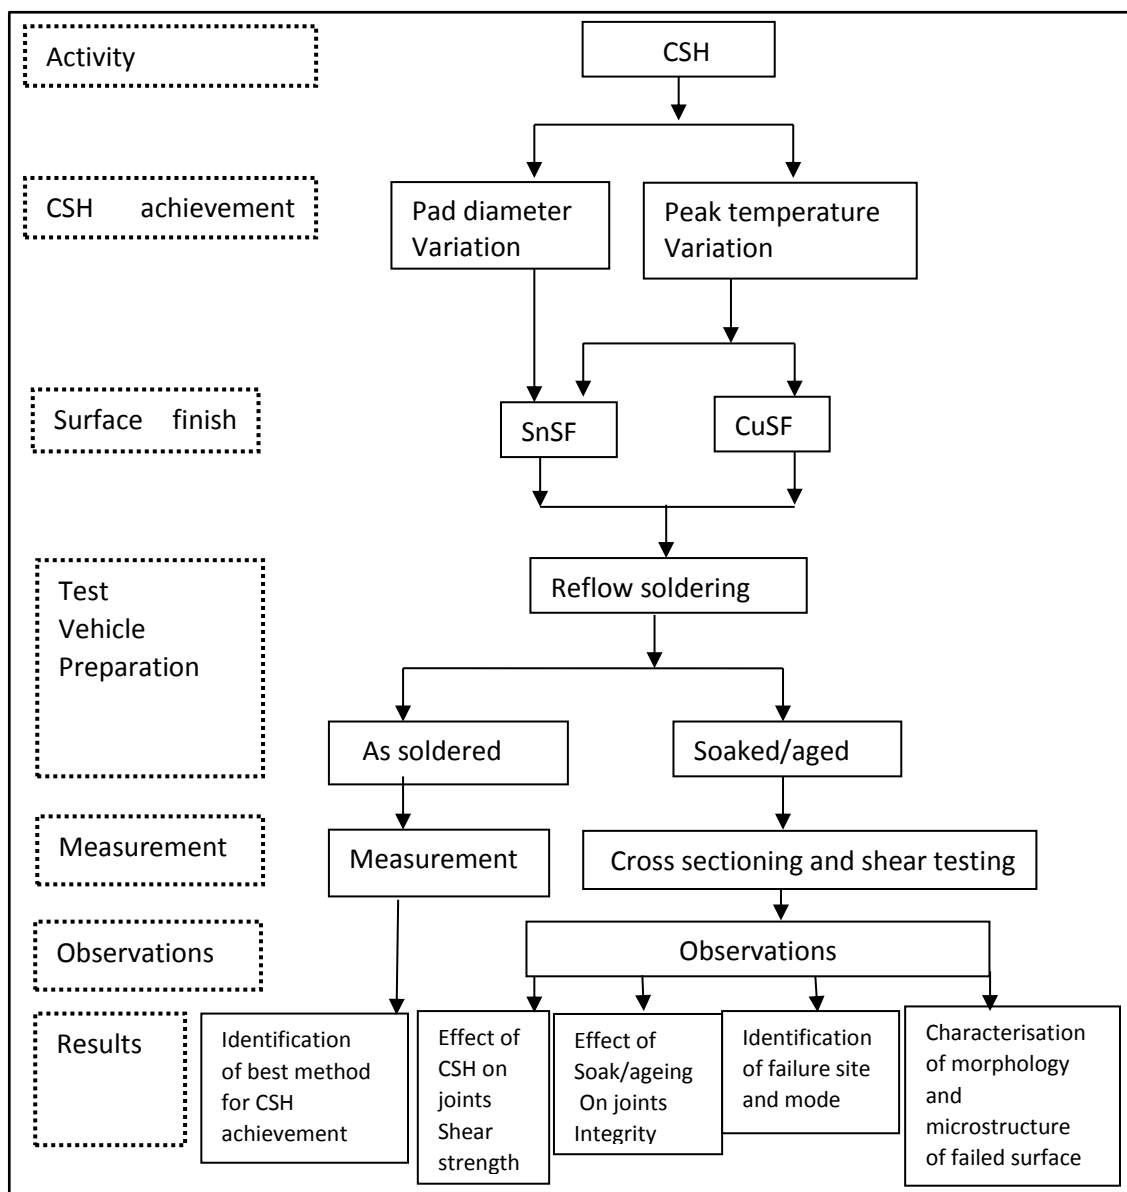 Activity
CSH
CSH achievement
Pad diameter
Variation
Peak temperature
Variation
Surface finish
SnSF
CuSF
Test
Vehicle
Preparation
Reflow soldering
As soldered
Soaked/aged
Measurement
Measurement
Cross sectioning and shear testing
Observations
Observations
Results
Identification
of best method
for CSH
achievement
Effect of
CSH on
joints
Shear
strength
Effect of
Soak/ageing
On joints
Integrity
Identification
of failure site
and mode
Characterisation
of morphology
and
microstructure
of failed surface